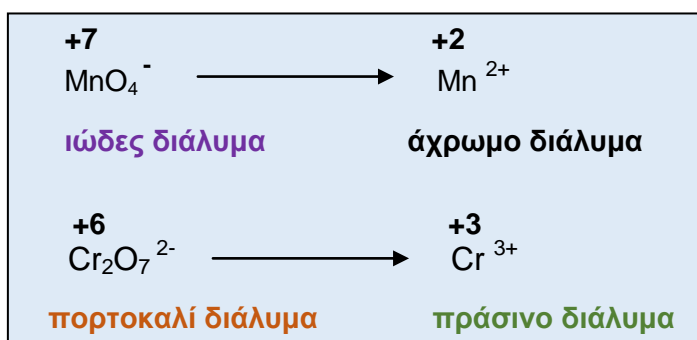 +7 +2
MnO₄⁻ Mn²⁺
ιώδες διάλυμα άχρωμο διάλυμα
+6 +3
Cr₂O₇²⁻ Cr³⁺
πορτοκαλί διάλυμα πράσινο διάλυμα